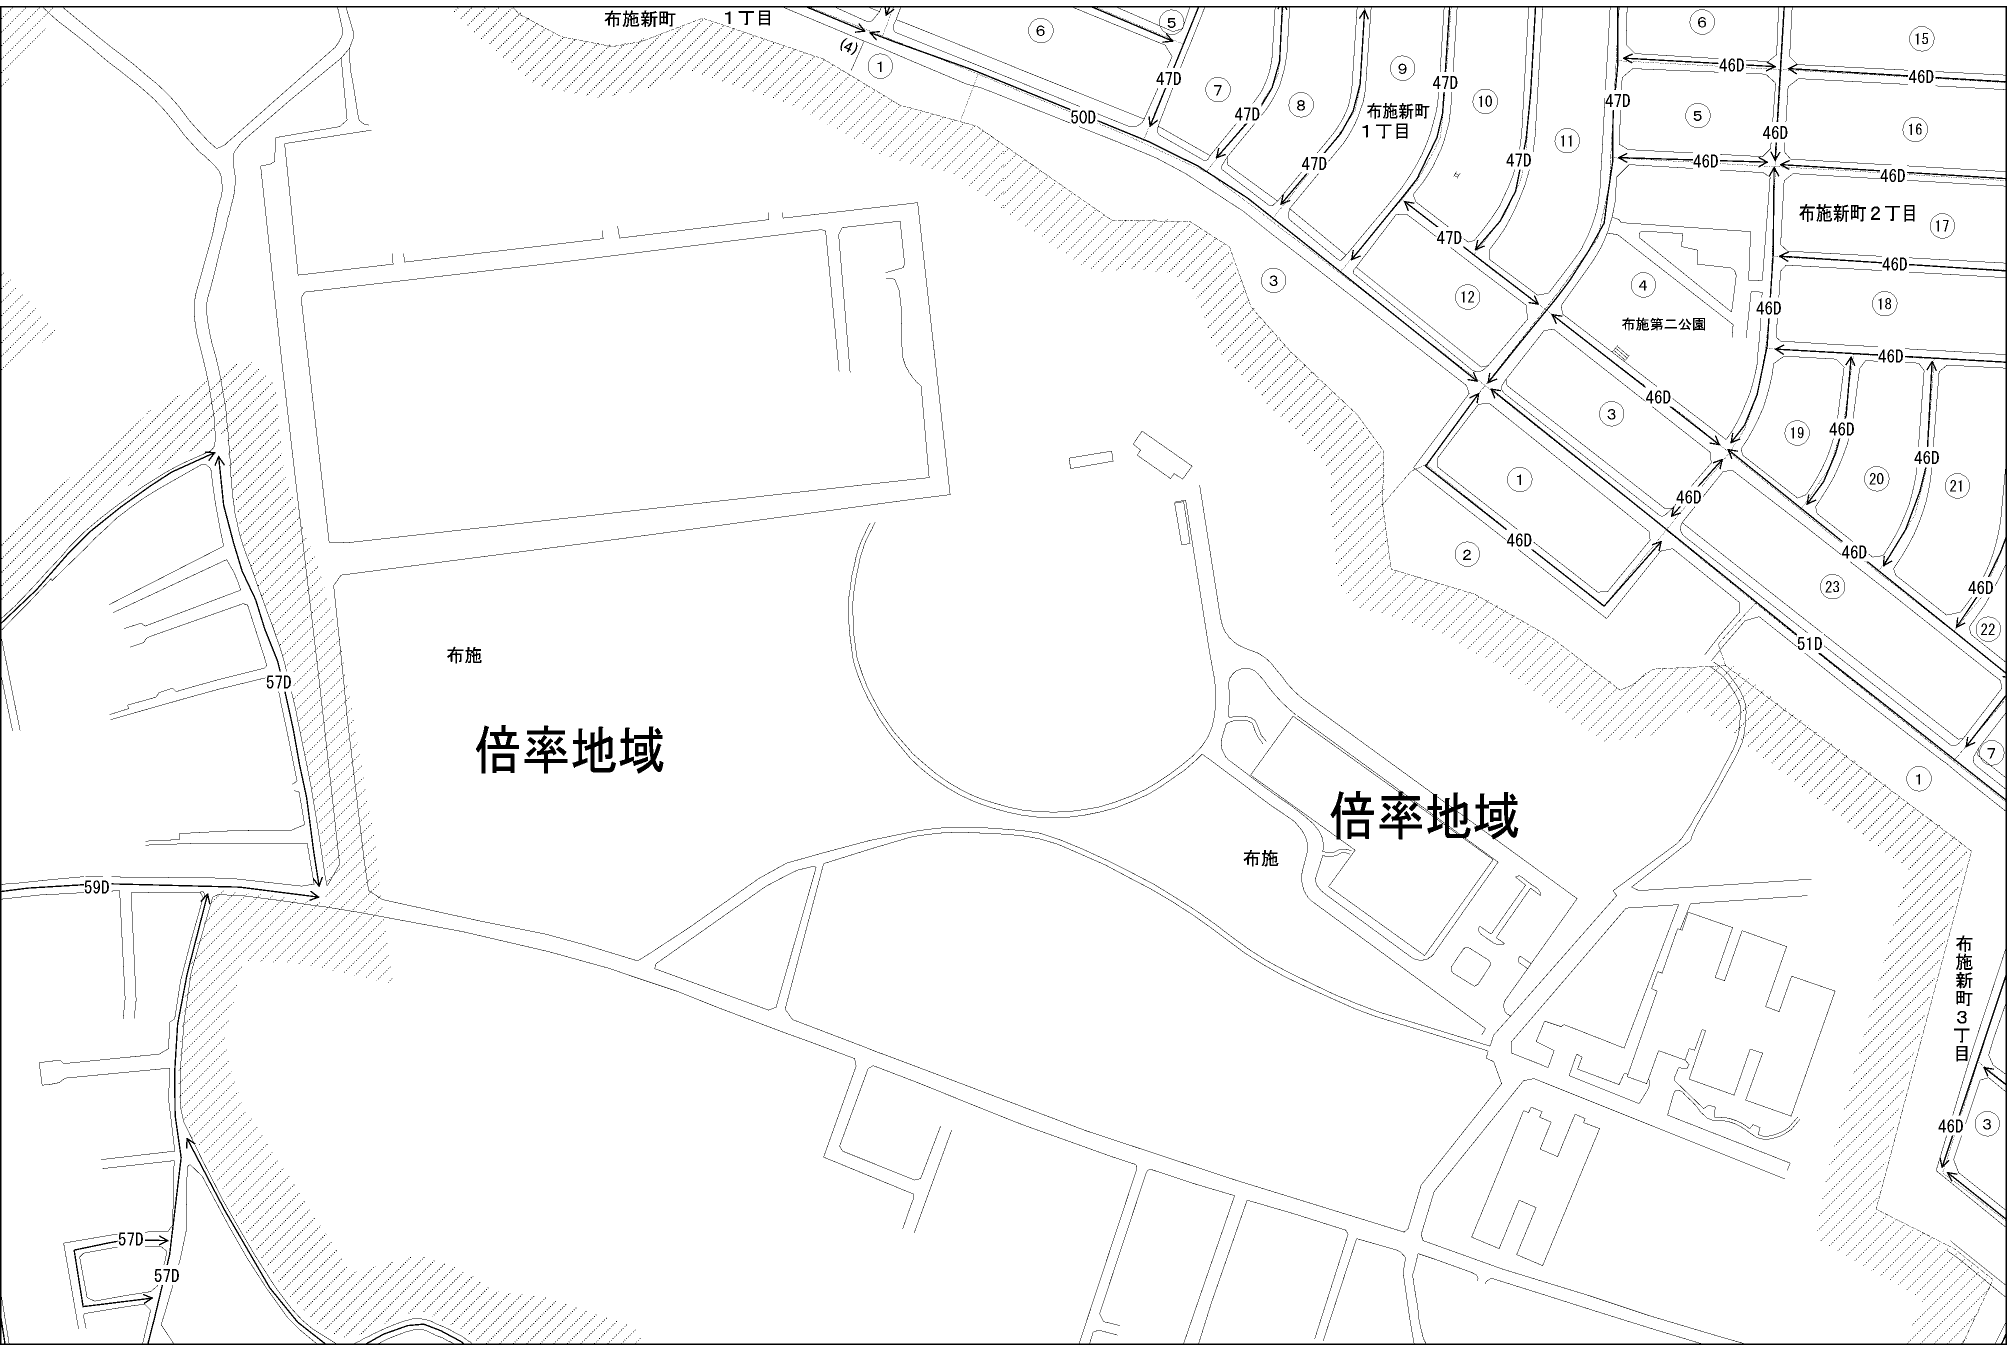 布施新町　　１丁目
(4)
①
⑥
⑤
50D
47D
⑦
47D
⑧
47D
⑨
布施新町
１丁目
47D
⑩
47D
⑪
47D
⑥
46D
⑮
46D
⑤
46D
⑯
46D
46D
布施新町２丁目
⑰
46D
⑱
46D
46D
③
47D
⑫
④
布施第二公園
46D
③
⑲
46D
46D
⑳
㉑
①
46D
46D
②
46D
㉓
46D
㉒
51D
⑦
①
57D
布施
倍率地域
倍率地域
布施
59D
布施新町３丁目
46D
③
57D
57D